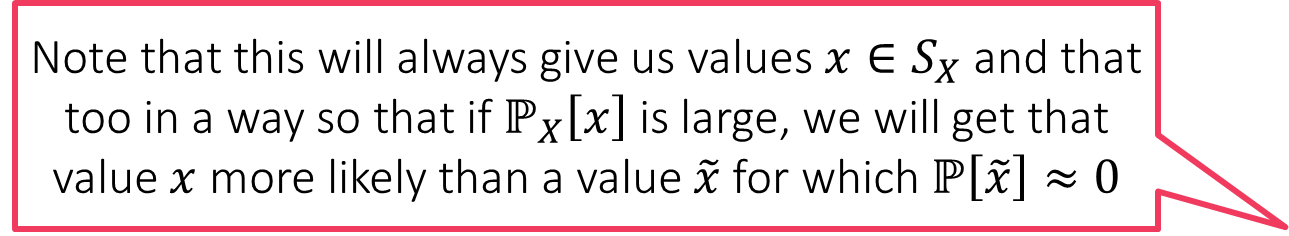 Note that this will always give us values 𝑥 ∈ 𝑆_𝑋 and that
too in a way so that if ℙ_𝑋[𝑥] is large, we will get that
value 𝑥 more likely than a value 𝑥̃ for which ℙ[𝑥̃] ≈ 0